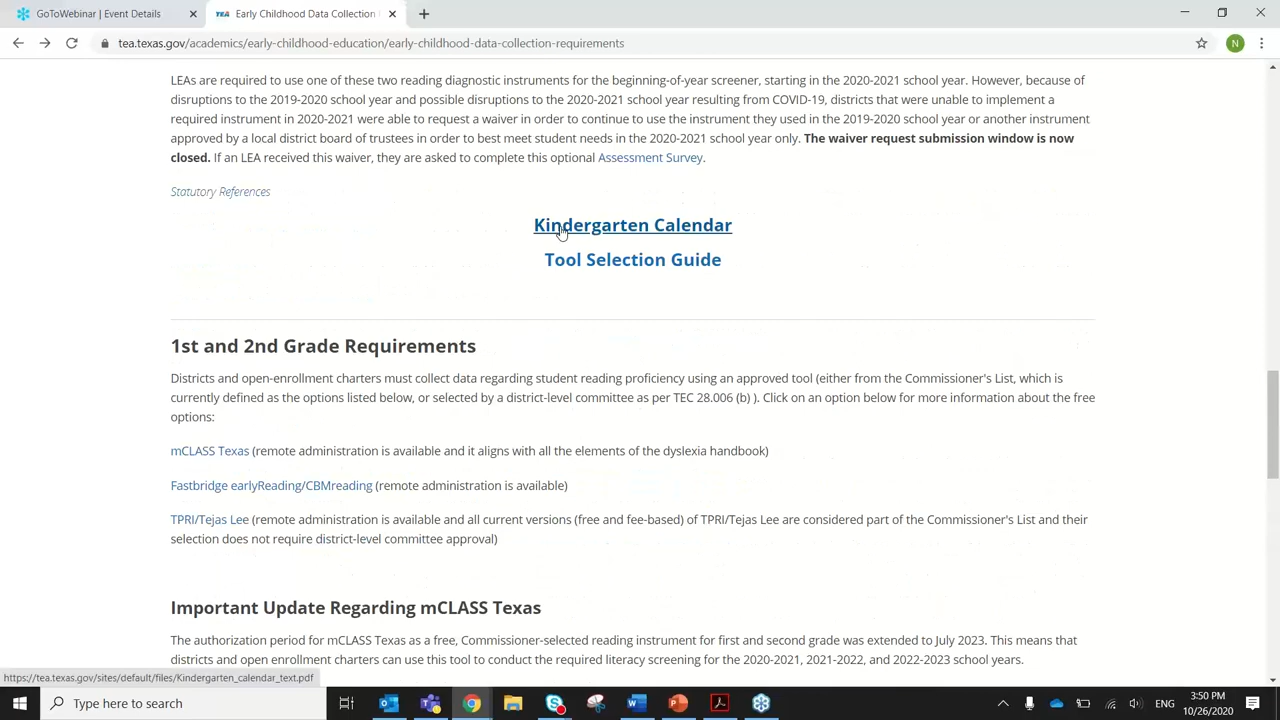 GoToWebinar | Event Details
TEA Early Childhood Data Collection
tea.texas.gov/academics/early-childhood-education/early-childhood-data-collection-requirements
N
LEAs are required to use one of these two reading diagnostic instruments for the beginning-of-year screener, starting in the 2020-2021 school year. However, because of
disruptions to the 2019-2020 school year and possible disruptions to the 2020-2021 school year resulting from COVID-19, districts that were unable to implement a
required instrument in 2020-2021 were able to request a waiver in order to continue to use the instrument they used in the 2019-2020 school year or another instrument
approved by a local district board of trustees in order to best meet student needs in the 2020-2021 school year only. The waiver request submission window is now
closed. If an LEA received this waiver, they are asked to complete this optional Assessment Survey.
Statutory References
Kindergarten Calendar
Tool Selection Guide
1st and 2nd Grade Requirements
Districts and open-enrollment charters must collect data regarding student reading proficiency using an approved tool (either from the Commissioner's List, which is
currently defined as the options listed below, or selected by a district-level committee as per TEC 28.006 (b) ). Click on an option below for more information about the free
options:
mCLASS Texas (remote administration is available and it aligns with all the elements of the dyslexia handbook)
Fastbridge earlyReading/CBMreading (remote administration is available)
TPRI/Tejas Lee (remote administration is available and all current versions (free and fee-based) of TPRI/Tejas Lee are considered part of the Commissioner's List and their
selection does not require district-level committee approval)
Important Update Regarding mCLASS Texas
The authorization period for mCLASS Texas as a free, Commissioner-selected reading instrument for first and second grade was extended to July 2023. This means that
districts and open enrollment charters can use this tool to conduct the required literacy screening for the 2020-2021, 2021-2022, and 2022-2023 school years.
https://tea.texas.gov/sites/default/files/Kindergarten_calendar_text.pdf
Type here to search
ENG
3:50 PM
10/26/2020